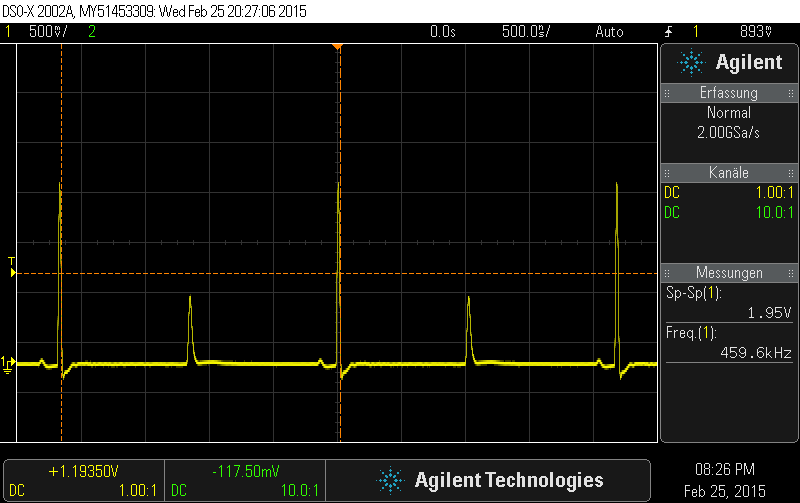 DSO-X 2002A, MY51453309: Wed Feb 25 20:27:06 2015
1 500V/ 2 0.0s 500.0s/ Auto 1 893V
Agilent
Erfassung
Normal
2.00GSa/s
Kanäle
DC 1.00:1
DC 10.0:1
Messungen
Sp-Sp(1):
1.95V
Freq.(1):
459.6kHz
T
1
+1.19350V
DC 1.00:1
-117.50mV
DC 10.0:1
Agilent Technologies
08:26 PM
Feb 25, 2015